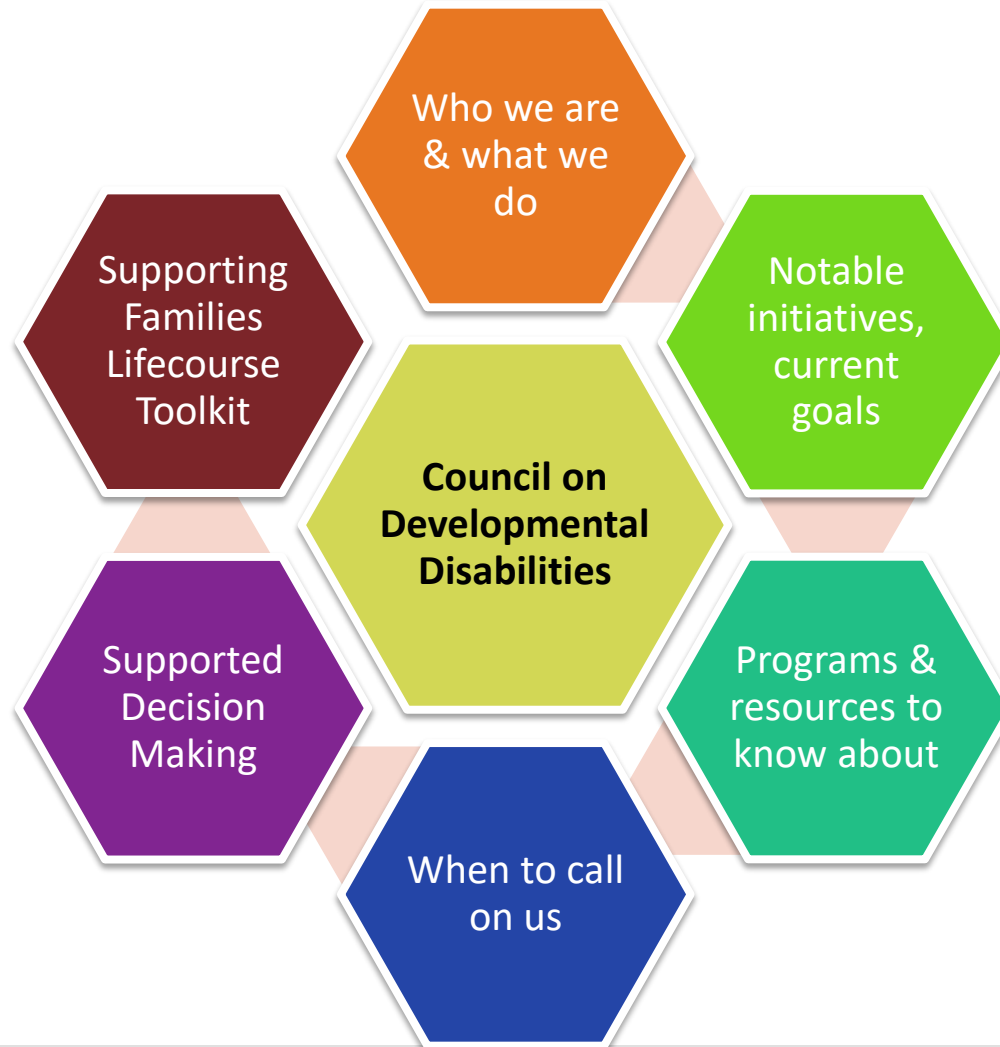 Who we are
& what we
do
Notable
initiatives,
current
goals
Programs &
resources to
know about
When to call
on us
Supported
Decision
Making
Supporting
Families
Lifecourse
Toolkit
Council on
Developmental
Disabilities